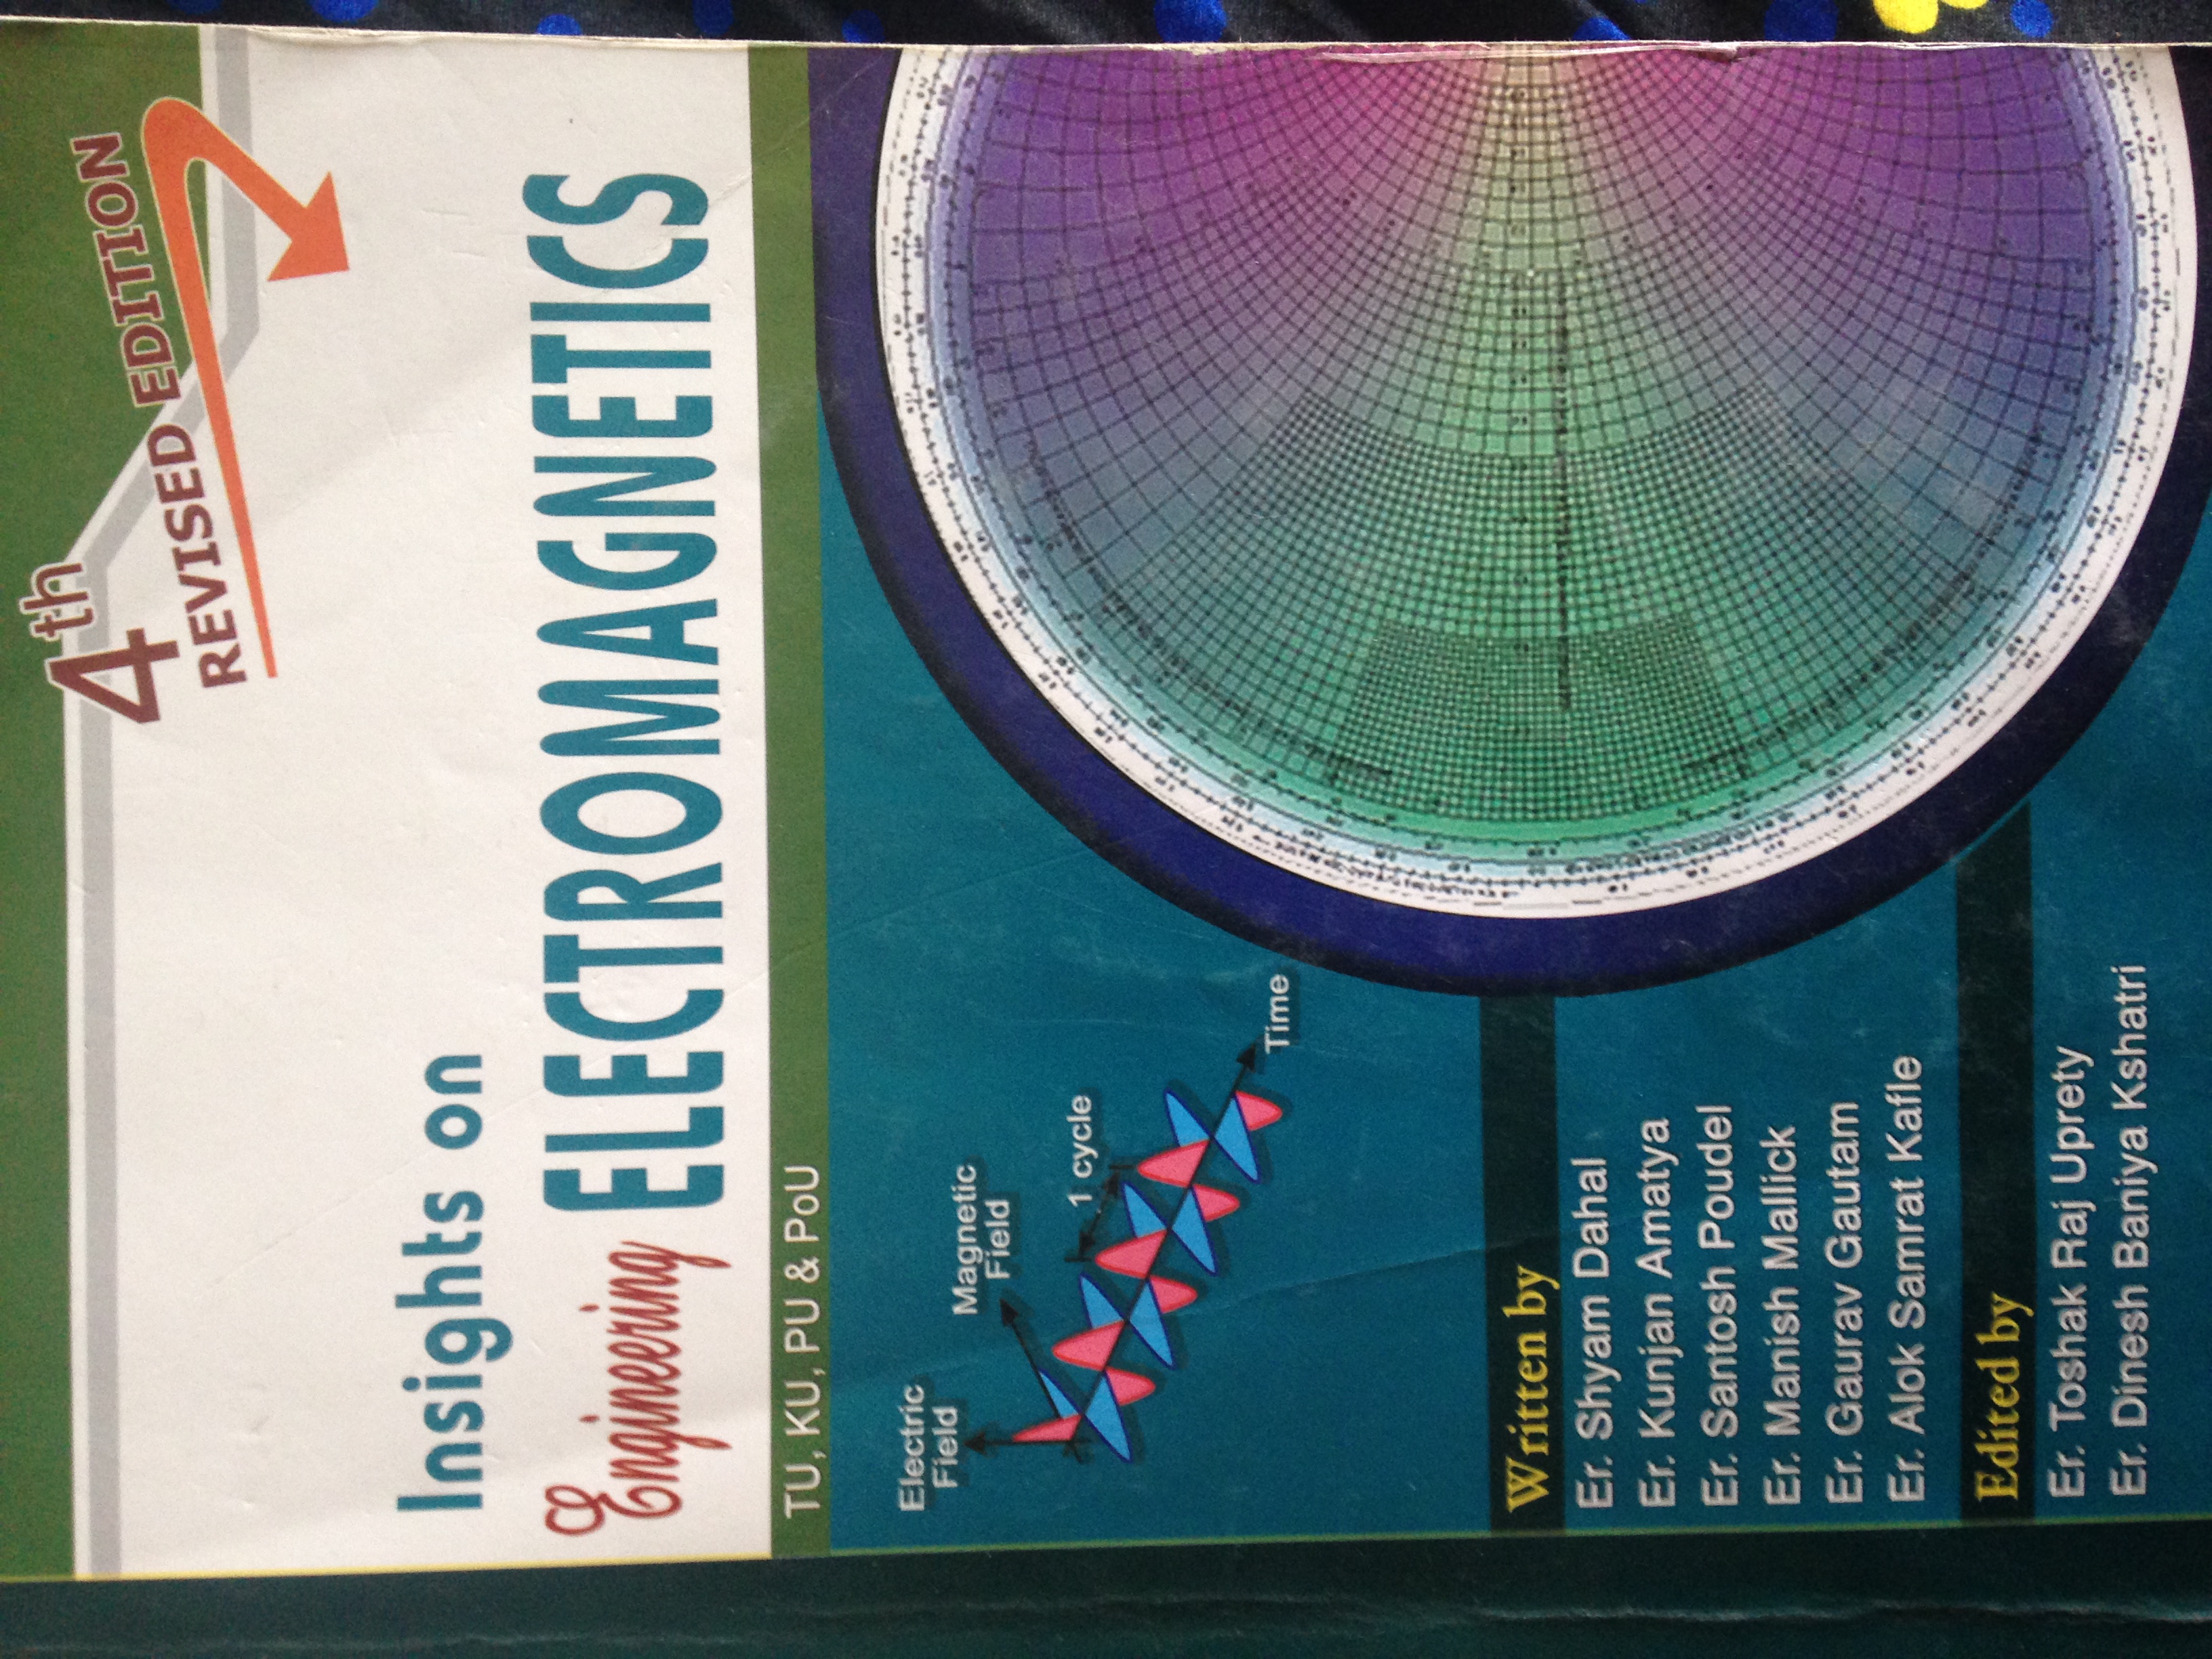 4th
REVISED EDITION
Insights on
Engineering ELECTROMAGNETICS
TU, KU, PU & PoU
Electric
Field
Magnetic
Field
1 cycle
Time
Written by
Er. Shyam Dahal
Er. Kunjan Amatya
Er. Santosh Poudel
Er. Manish Mallick
Er. Gaurav Gautam
Er. Alok Samrat Kafle
Edited by
Er. Toshak Raj Uprety
Er. Dinesh Baniya Kshatri